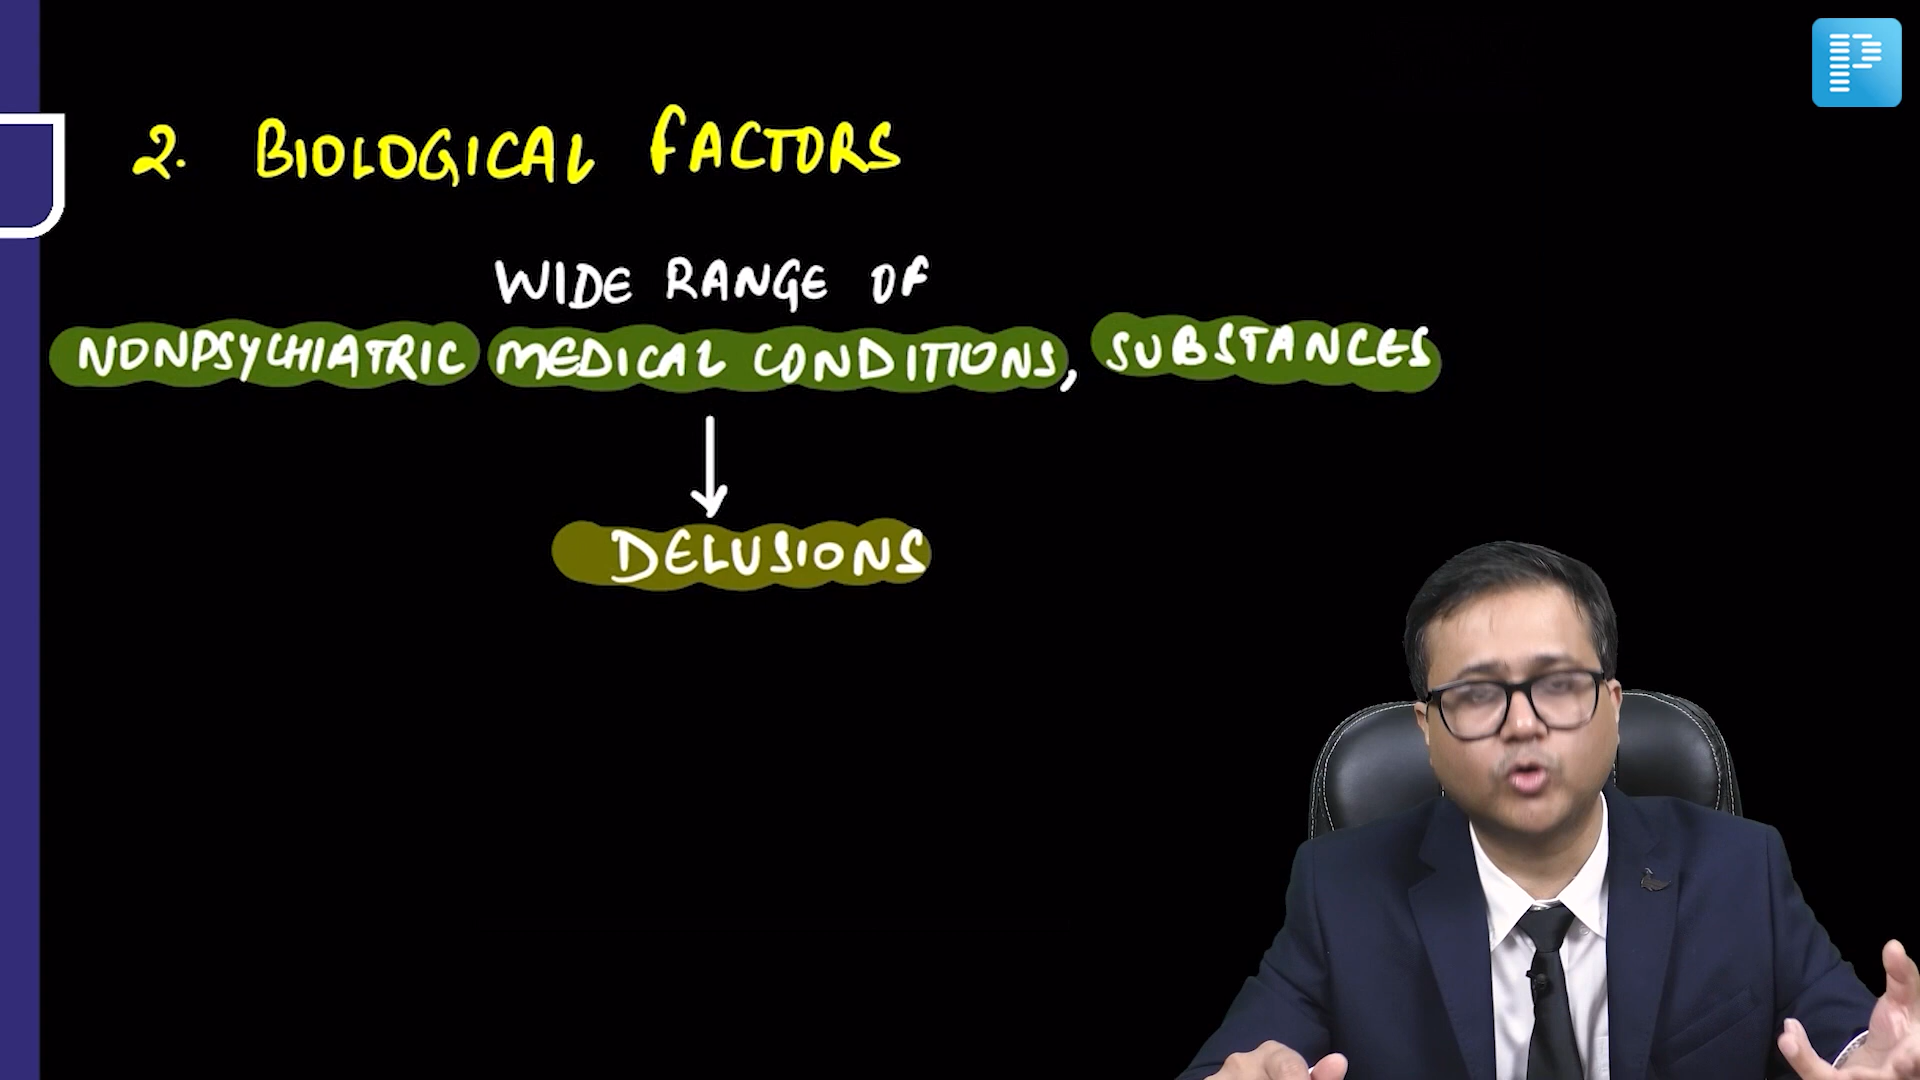 2. BIOLOGICAL FACTORS
WIDE RANGE OF
NONPSYCHIATRIC MEDICAL CONDITIONS, SUBSTANCES
DELUSIONS